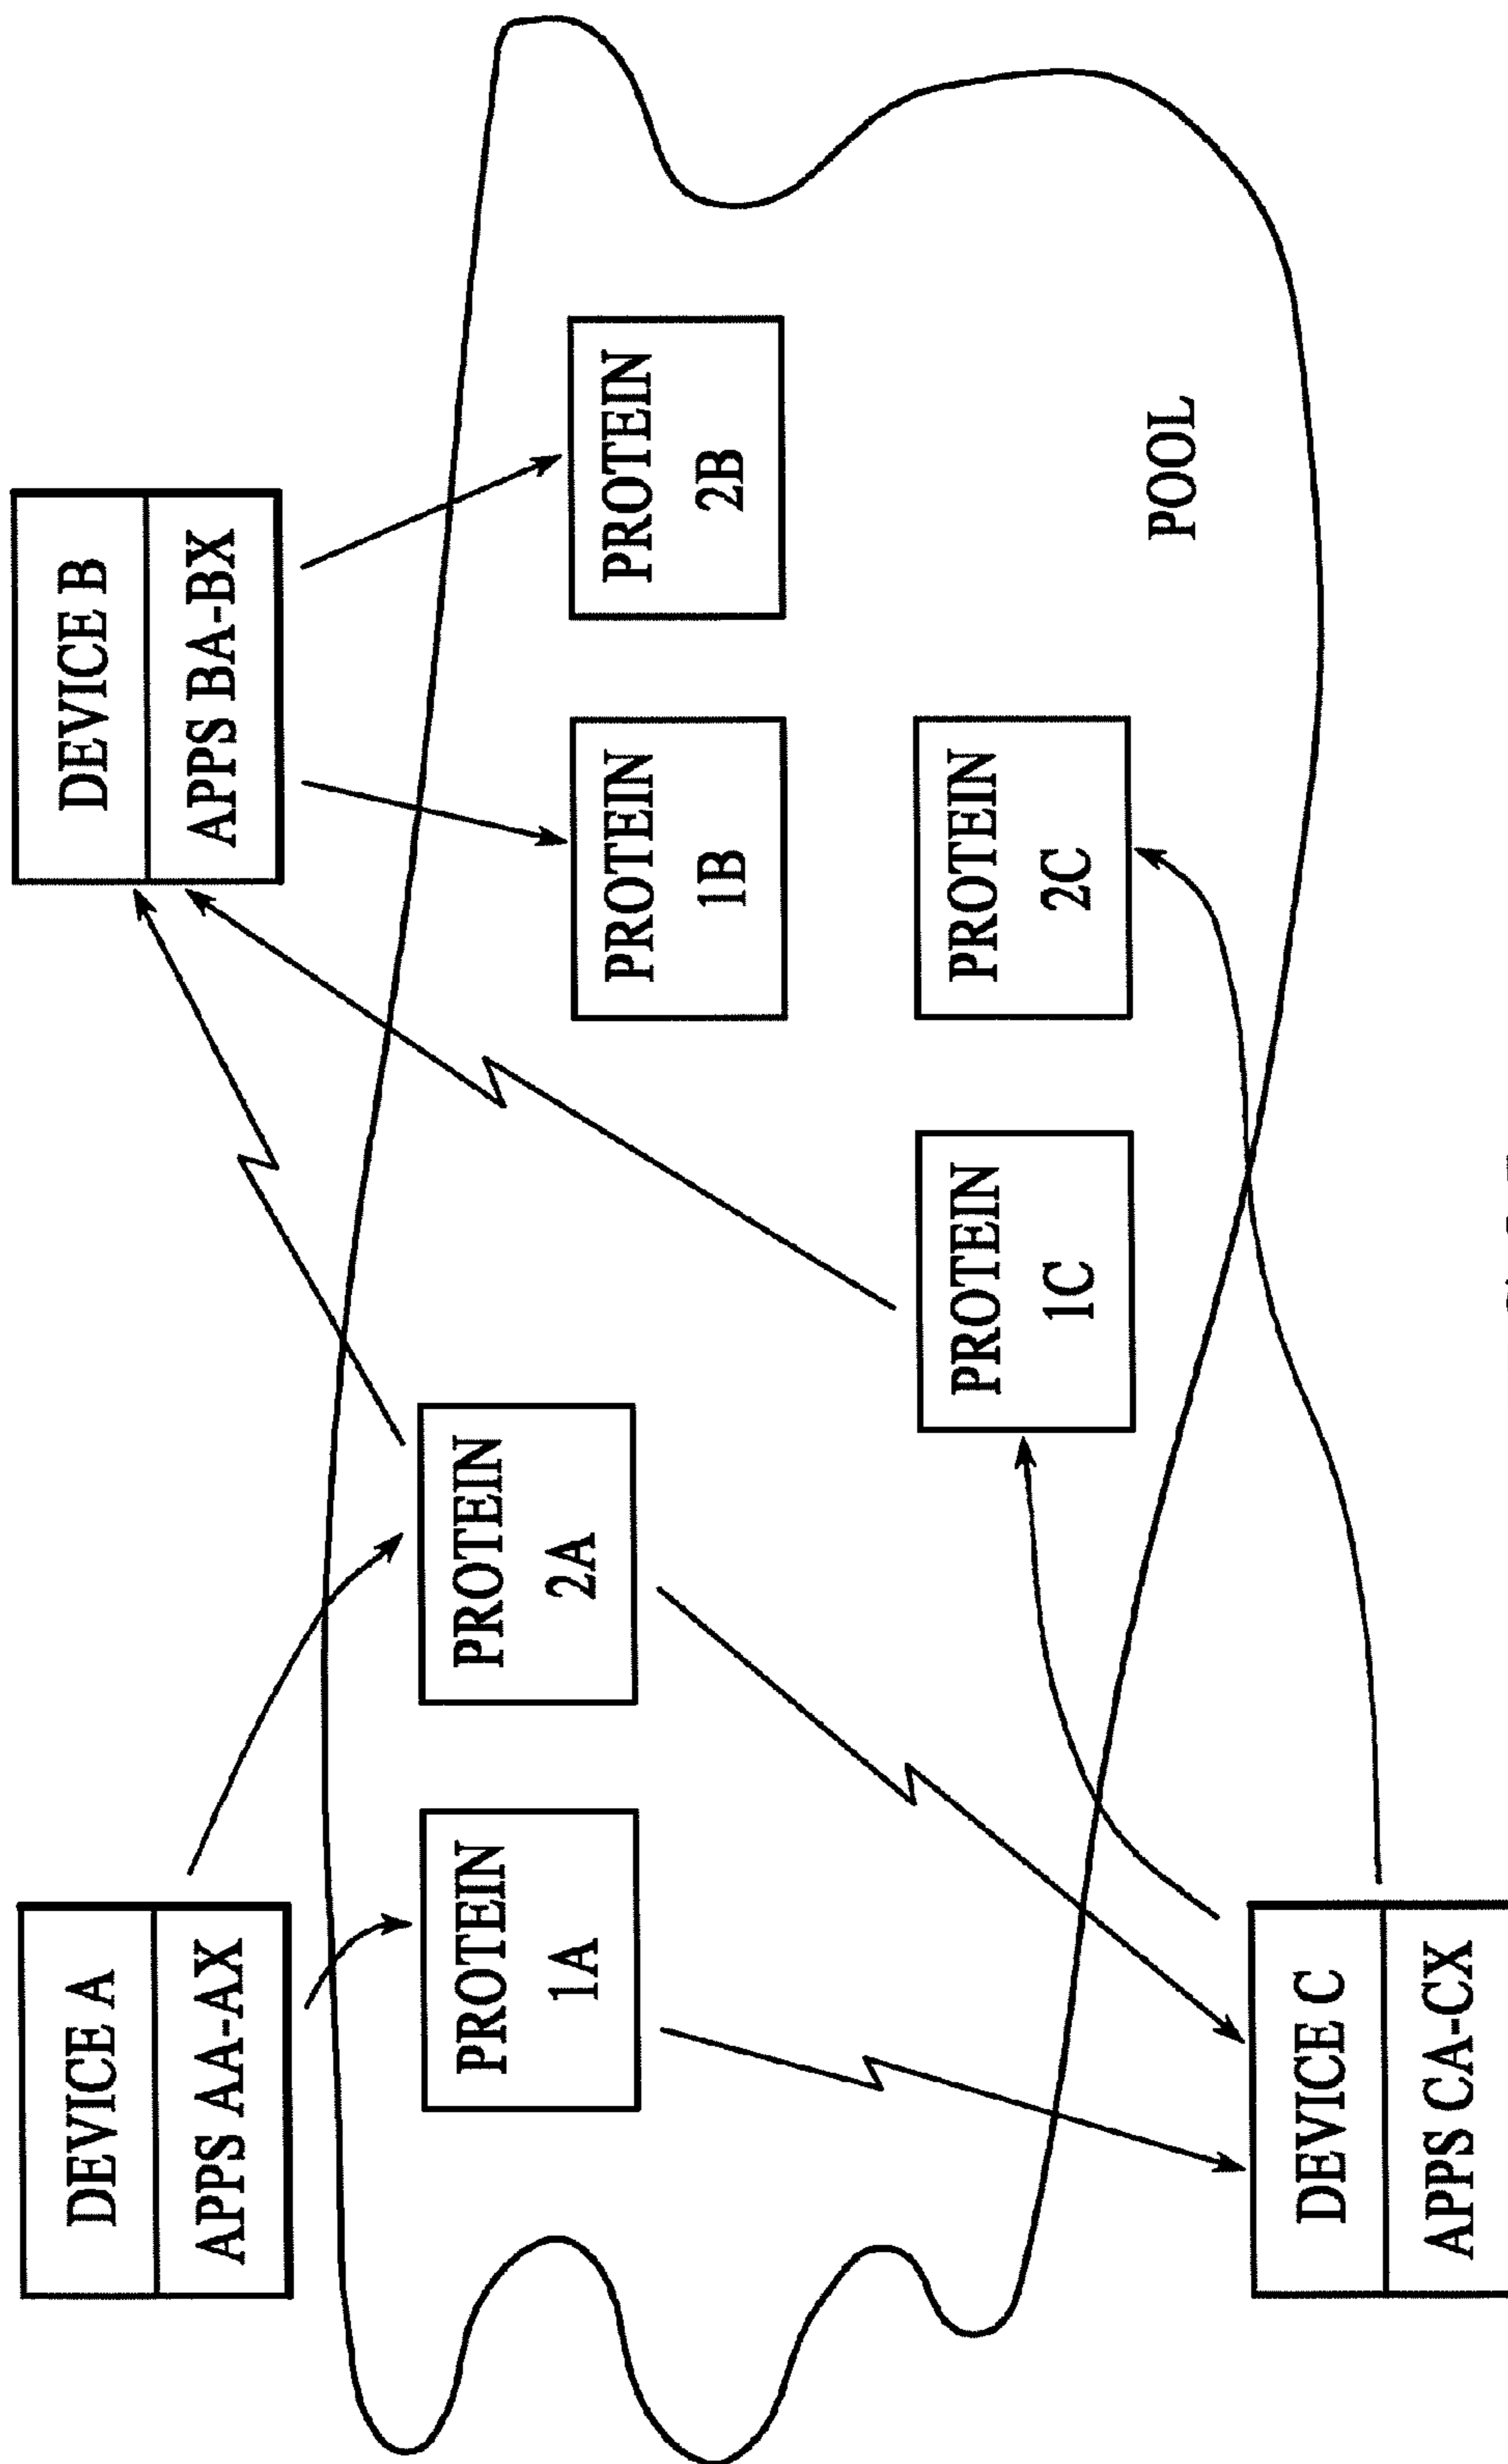 DEVICE A
APPS AA-AX
DEVICE B
APPS BA-BX
PROTEIN
1A
PROTEIN
2A
PROTEIN
1B
PROTEIN
2B
PROTEIN
1C
PROTEIN
2C
POOL
DEVICE C
APPS CA-CX